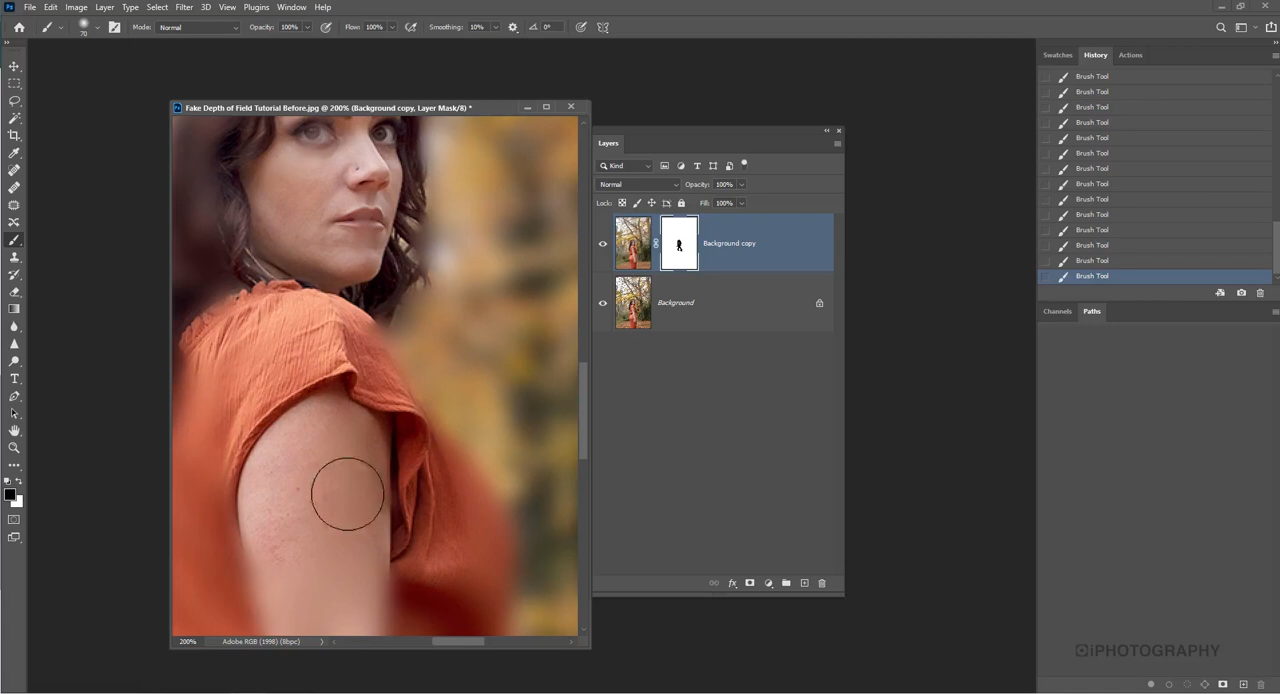 Ps File Edit Image Layer Type Select Filter 3D View Plugins Window Help
70 Mode: Normal Opacity: 100% Flow: 100% Smoothing: 10% 0°
Swatches History Actions
Brush Tool
Brush Tool
Brush Tool
Brush Tool
Brush Tool
Brush Tool
Brush Tool
Brush Tool
Brush Tool
Brush Tool
Brush Tool
Brush Tool
Brush Tool
Brush Tool
Channels Paths
Ps Fake Depth of Field Tutorial Before.jpg @ 200% (Background copy, Layer Mask/8) *
200% Adobe RGB (1998) (8bpc)
Layers
Kind
Normal Opacity: 100%
Lock: Fill: 100%
Background copy
Background
fx
iPHOTOGRAPHY